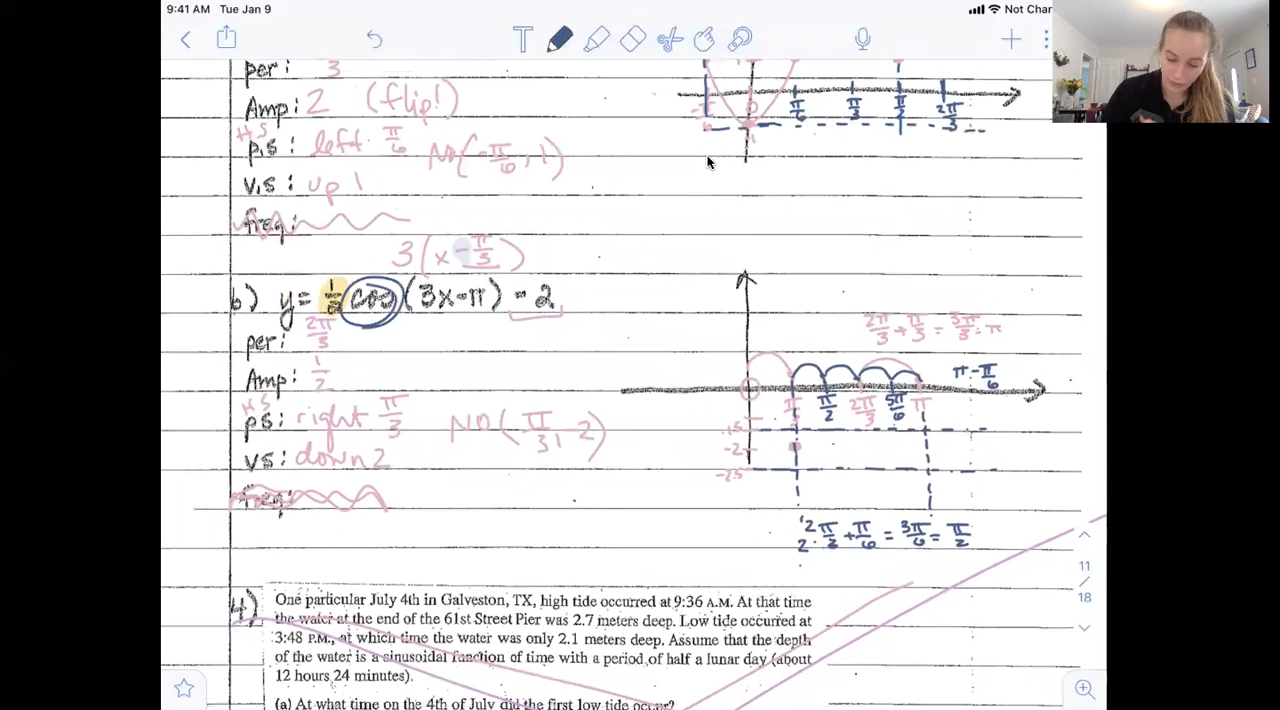 9:41 AM Tue Jan 9
Not Char
per: 3
Amp: 2 (flip!)
HS
p.s: left π/6 NO(-π/6, 1)
v.s: up 1
freq:
π/6 π/3 π/2 2π/3
3(x - π/3)
b) y = 1/2 cos(3x-π) - 2
per: 2π/3
Amp: 1/2
HS
ps: right π/3 NO(π/3, -2)
vs: down 2
freq:
2π/3 + π/3 = 3π/3 = π
π - π/6
π/2 2π/3 5π/6 π
-2
-2.5
2/2 · π/3 + π/6 = 3π/6 = π/2
4) One particular July 4th in Galveston, TX, high tide occurred at 9:36 A.M. At that time
the water at the end of the 61st Street Pier was 2.7 meters deep. Low tide occurred at
3:48 P.M., at which time the water was only 2.1 meters deep. Assume that the depth
of the water is a sinusoidal function of time with a period of half a lunar day (about
12 hours 24 minutes).
(a) At what time on the 4th of July did the first low tide occur?
11
/
18